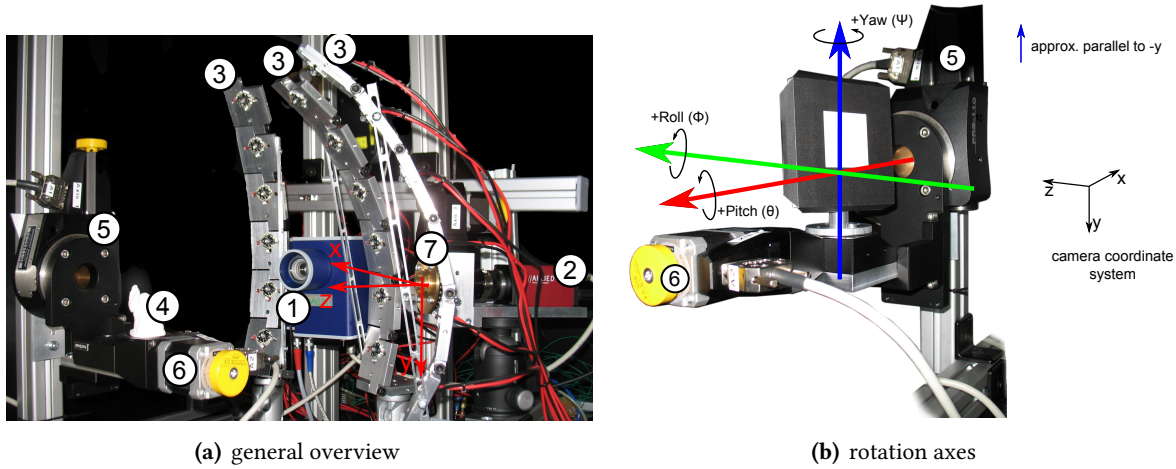 3
3
3
5
4
6
1
X
Z
7
//APPLIED
2
y
(a) general overview
+Yaw (Ψ)
5
approx. parallel to -y
+Roll (Φ)
+Pitch (θ)
6
z
x
y
camera coordinate
system
(b) rotation axes